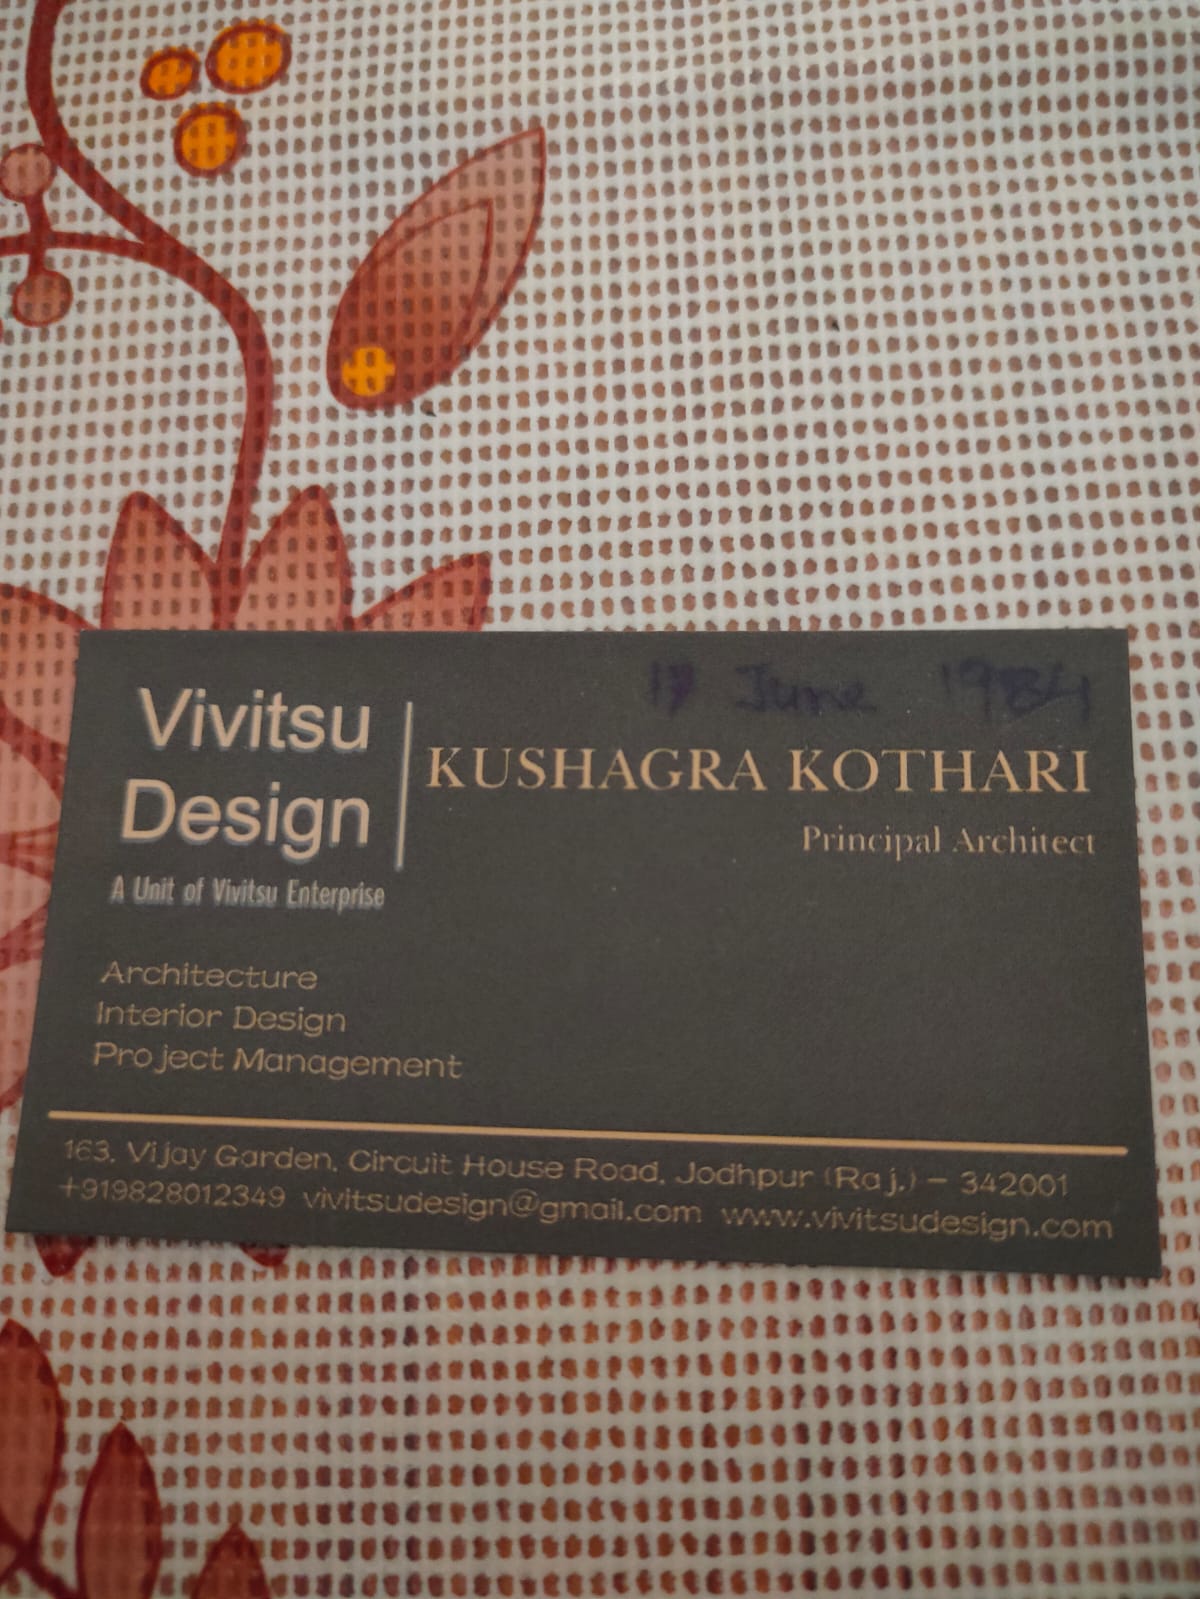 Vivitsu
Design
A Unit of Vivitsu Enterprise
June 1984
KUSHAGRA KOTHARI
Principal Architect
Architecture
Interior Design
Project Management
163, Vijay Garden, Circuit House Road, Jodhpur (Raj.) – 342001
+919828012349 vivitsudesign@gmail.com www.vivitsudesign.com